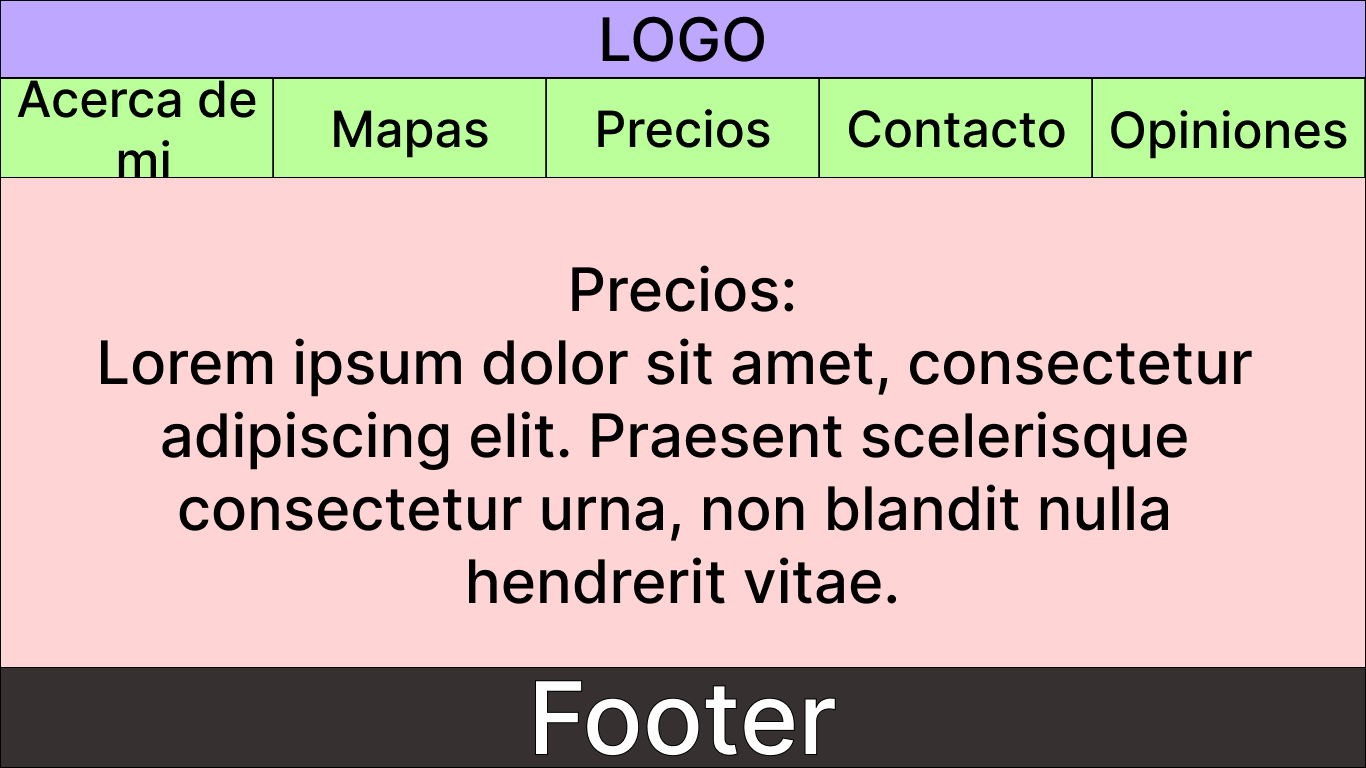 LOGO
Acerca de
mi
Mapas
Precios
Contacto
Opiniones
Precios:
Lorem ipsum dolor sit amet, consectetur
adipiscing elit. Praesent scelerisque
consectetur urna, non blandit nulla
hendrerit vitae.
Footer